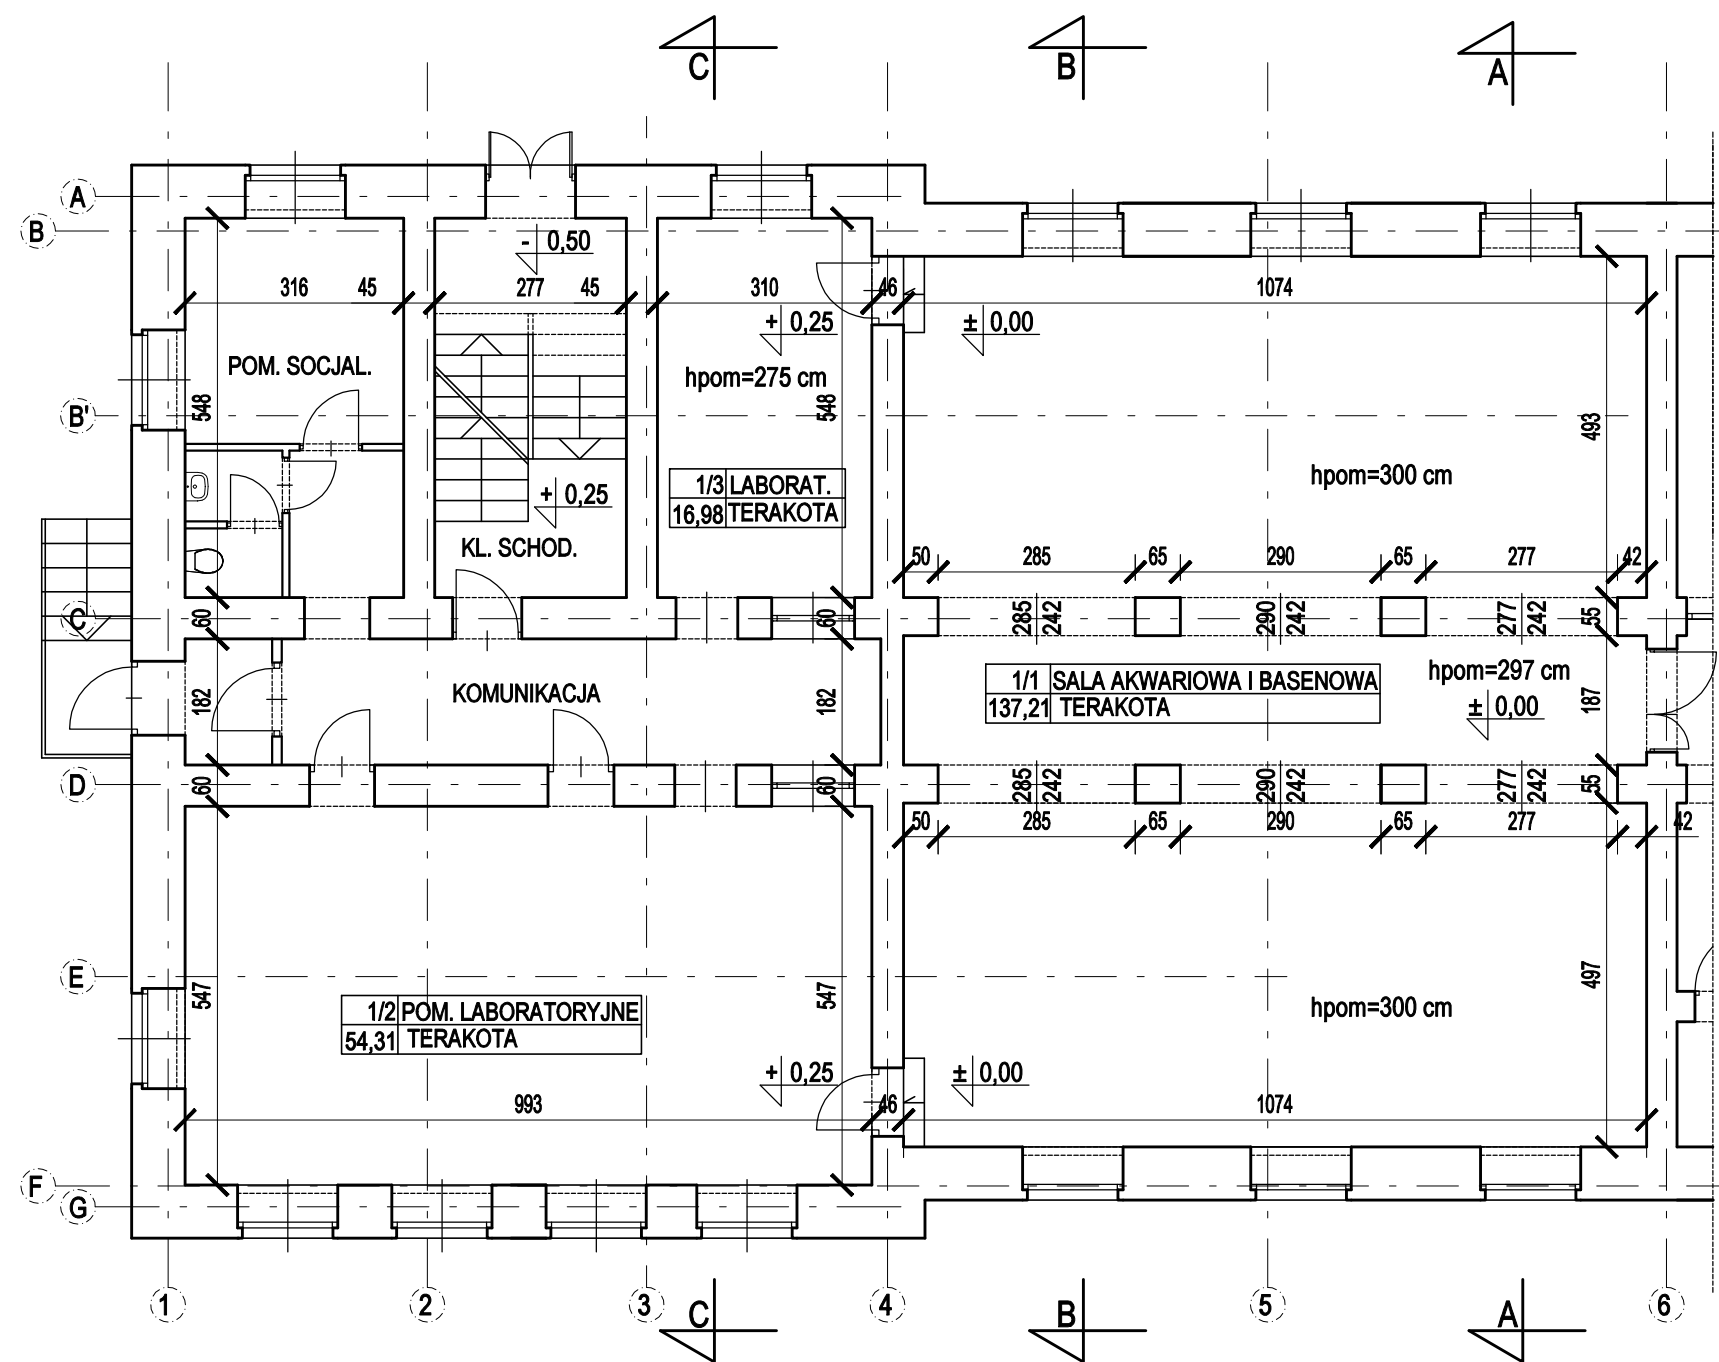 C
B
A
A
B
- 0,50
316
45
277
45
310
46
1074
+ 0,25
± 0,00
POM. SOCJAL.
hpom=275 cm
B'
548
548
493
hpom=300 cm
1/3 LABORAT.
16,98 TERAKOTA
+ 0,25
KL. SCHOD.
50
285
65
290
65
277
42
C
60
60
285
242
290
242
277
242
55
KOMUNIKACJA
182
182
1/1 SALA AKWARIOWA I BASENOWA
137,21 TERAKOTA
hpom=297 cm
± 0,00
187
D
60
60
285
242
290
242
277
242
55
50
285
65
290
65
277
42
E
547
547
497
1/2 POM. LABORATORYJNE
54,31 TERAKOTA
hpom=300 cm
+ 0,25
± 0,00
993
46
1074
F
G
1
2
3
4
5
6
C
B
A